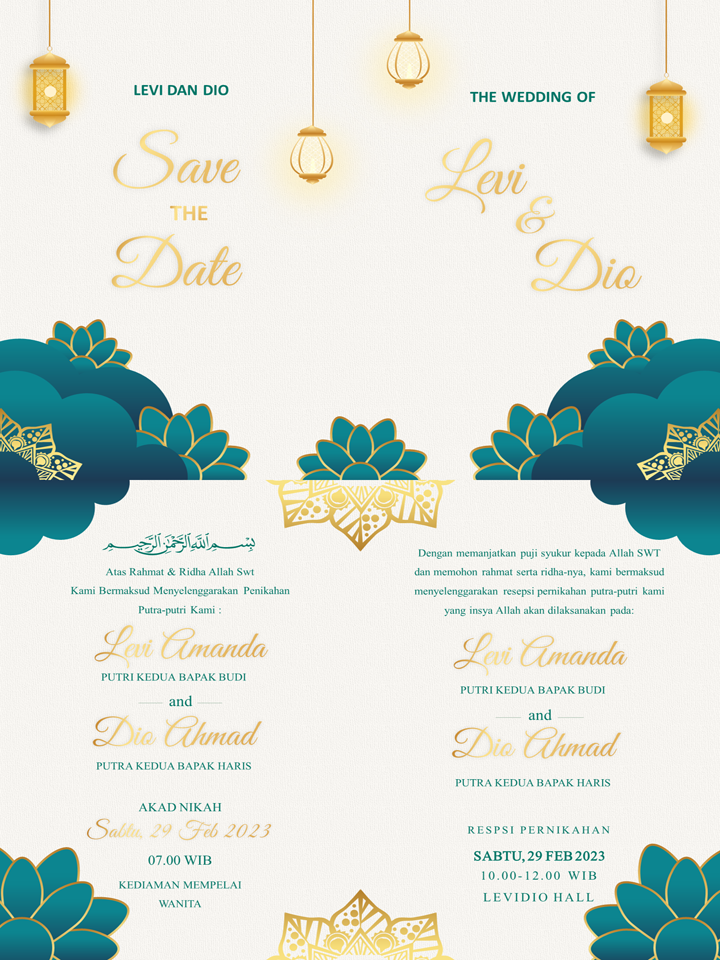 LEVI DAN DIO
Save
THE
Date
THE WEDDING OF
Levi
&
Dio
بِسْمِ اللَّهِ الرَّحْمَٰنِ الرَّحِيمِ
Atas Rahmat & Ridha Allah Swt
Kami Bermaksud Menyelenggarakan Penikahan
Putra-putri Kami :
Levi Amanda
PUTRI KEDUA BAPAK BUDI
and
Dio Ahmad
PUTRA KEDUA BAPAK HARIS
AKAD NIKAH
Sabtu, 29 Feb 2023
07.00 WIB
KEDIAMAN MEMPELAI
WANITA
Dengan memanjatkan puji syukur kepada Allah SWT
dan memohon rahmat serta ridha-nya, kami bermaksud
menyelenggarakan resepsi pernikahan putra-putri kami
yang insya Allah akan dilaksanakan pada:
Levi Amanda
PUTRI KEDUA BAPAK BUDI
and
Dio Ahmad
PUTRA KEDUA BAPAK HARIS
RESPSI PERNIKAHAN
SABTU, 29 FEB 2023
10.00-12.00 WIB
LEVIDIO HALL